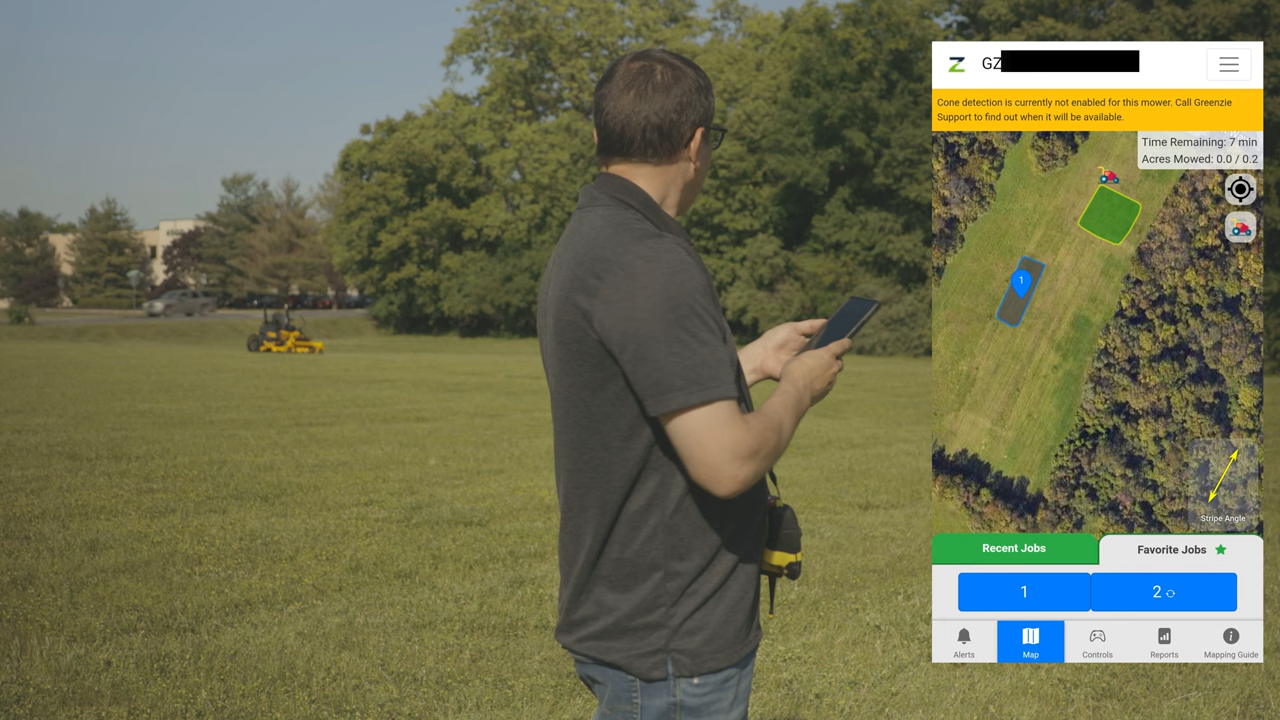 GZ
Cone detection is currently not enabled for this mower. Call Greenzie
Support to find out when it will be available.
Time Remaining: 7 min
Acres Mowed: 0.0 / 0.2
1
Stripe Angle
Recent Jobs
Favorite Jobs
1
2
Alerts
Map
Controls
Reports
Mapping Guide